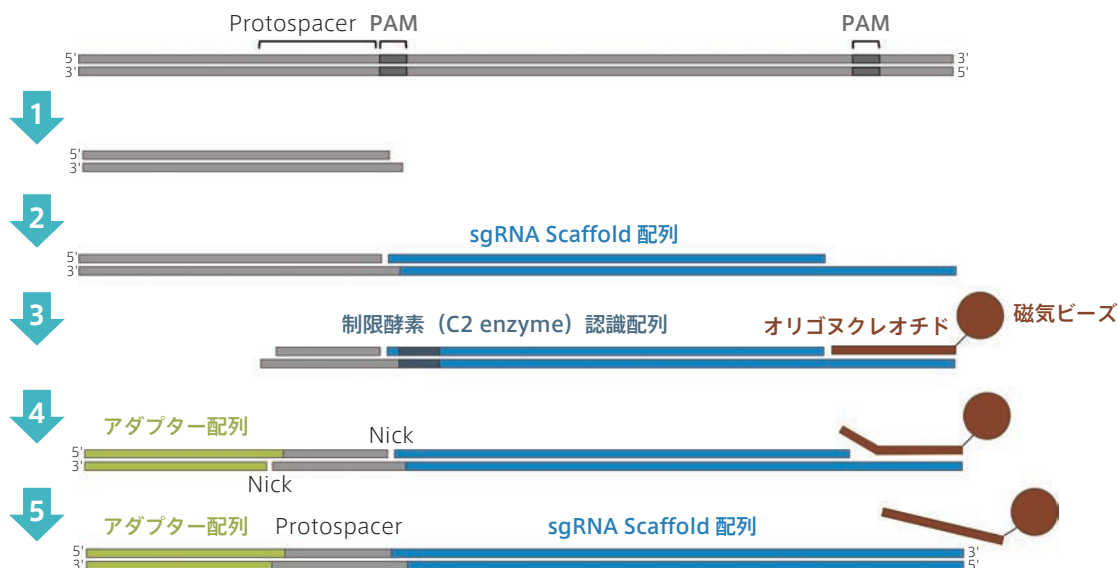 Protospacer PAM PAM
5' 3'
3' 5'
1
5'
3'
2
sgRNA Scaffold 配列
5'
3'
3
制限酵素（C2 enzyme）認識配列 オリゴヌクレオチド 磁気ビーズ
4
アダプター配列 Nick
5'
3'
Nick
5
アダプター配列 Protospacer sgRNA Scaffold 配列
5' 3'
3' 5'